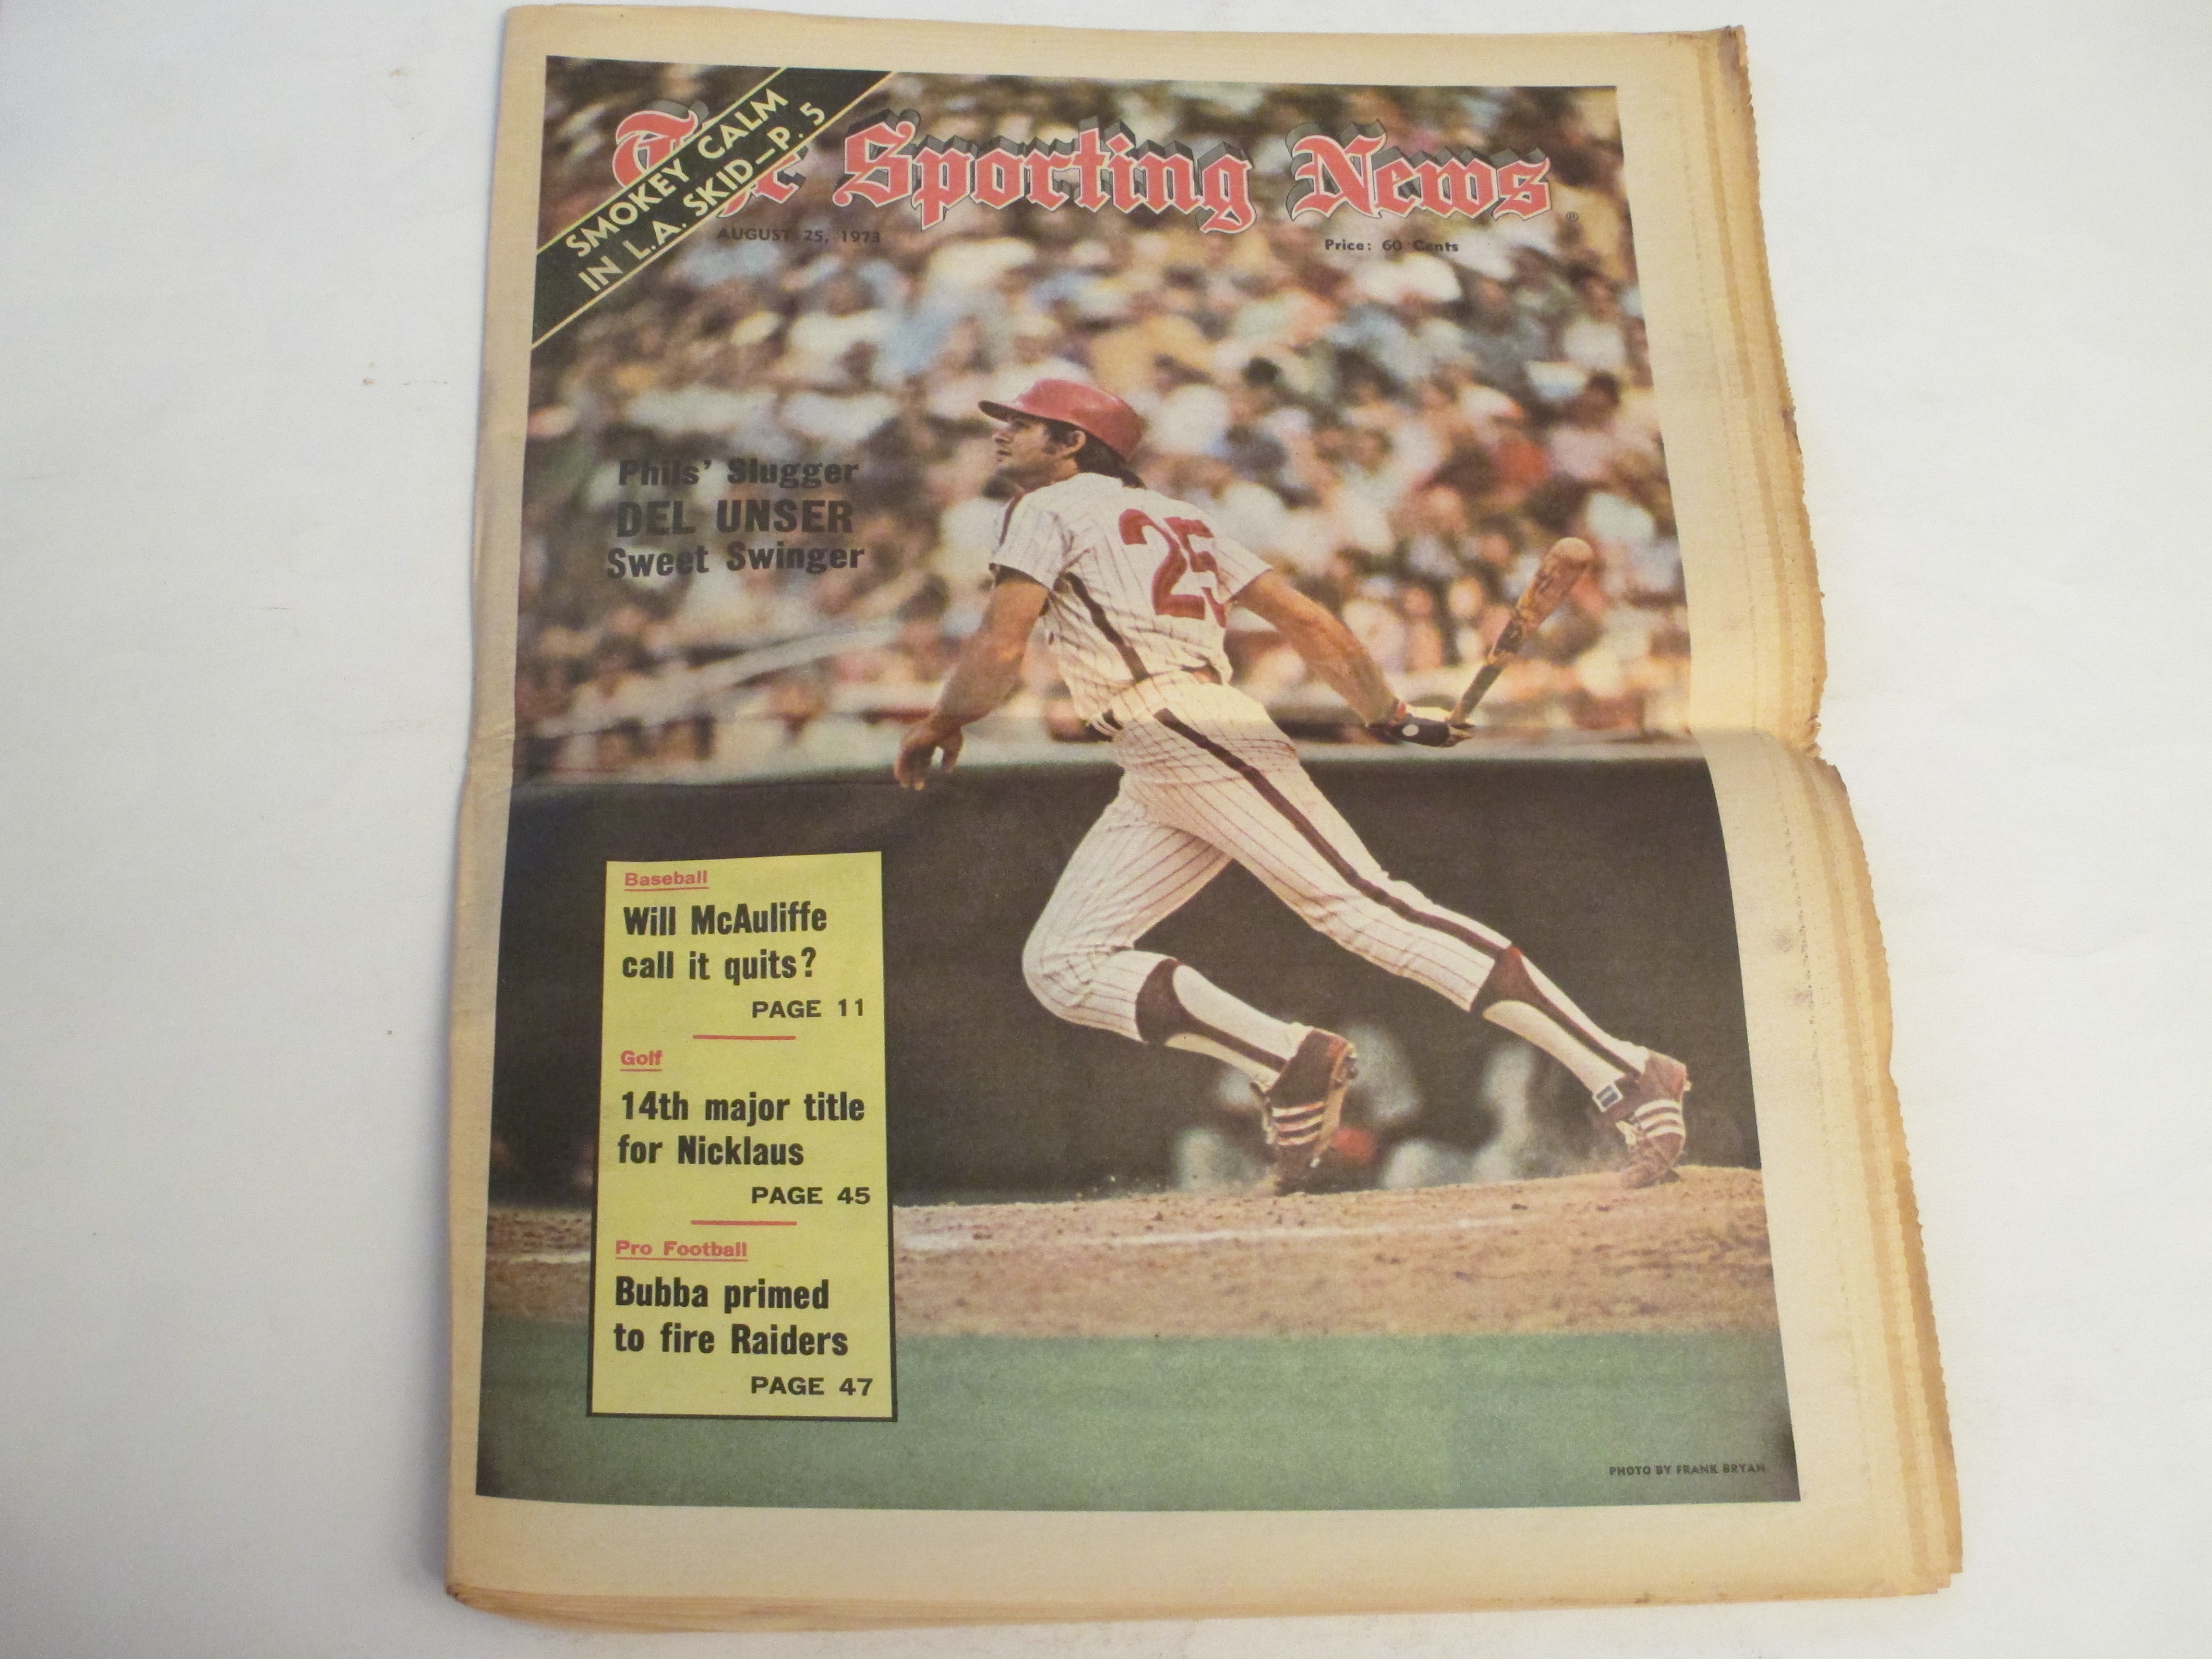 SMOKEY CALM
IN L.A. SKID—P. 5
The Sporting News
®
AUGUST 25, 1973
Price: 60 Cents
Phils' Slugger
DEL UNSER
Sweet Swinger
25
Baseball
Will McAuliffe
call it quits?
PAGE 11
Golf
14th major title
for Nicklaus
PAGE 45
Pro Football
Bubba primed
to fire Raiders
PAGE 47
PHOTO BY FRANK BRYAN